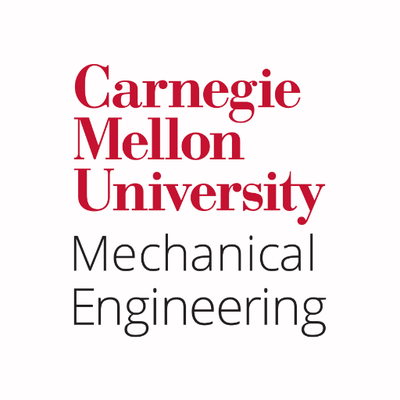 Carnegie
Mellon
University
Mechanical
Engineering